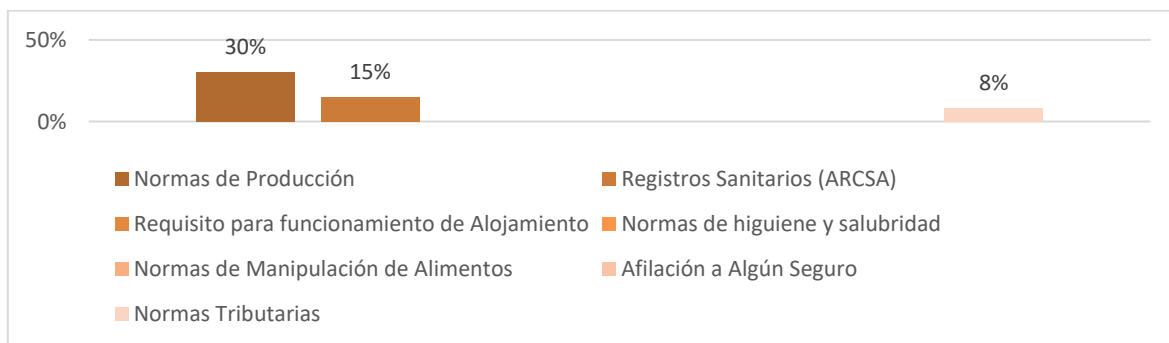 50%
30%
15%
8%
0%
Normas de Producción
Registros Sanitarios (ARCSA)
Requisito para funcionamiento de Alojamiento
Normas de higuiene y salubridad
Normas de Manipulación de Alimentos
Afilación a Algún Seguro
Normas Tributarias